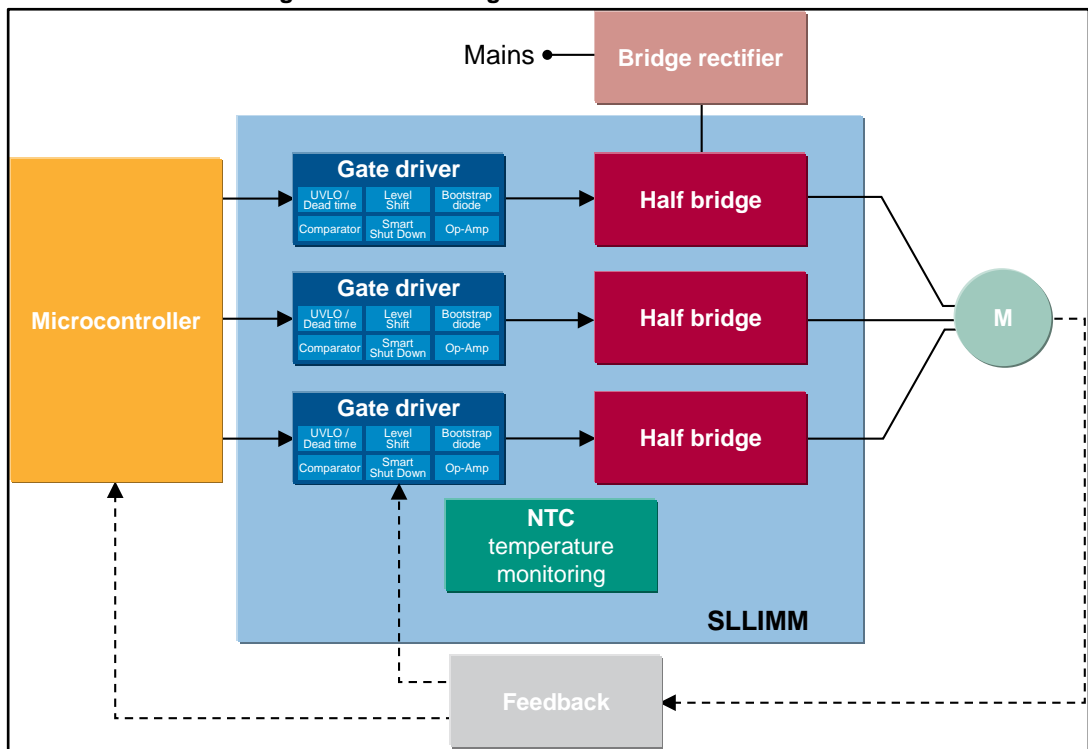 Mains
Bridge rectifier
Gate driver
UVLO /
Dead time
Level
Shift
Bootstrap
diode
Comparator
Smart
Shut Down
Op-Amp
Half bridge
Microcontroller
Gate driver
UVLO /
Dead time
Level
Shift
Bootstrap
diode
Comparator
Smart
Shut Down
Op-Amp
Half bridge
M
Gate driver
UVLO /
Dead time
Level
Shift
Bootstrap
diode
Comparator
Smart
Shut Down
Op-Amp
Half bridge
NTC
temperature
monitoring
SLLIMM
Feedback